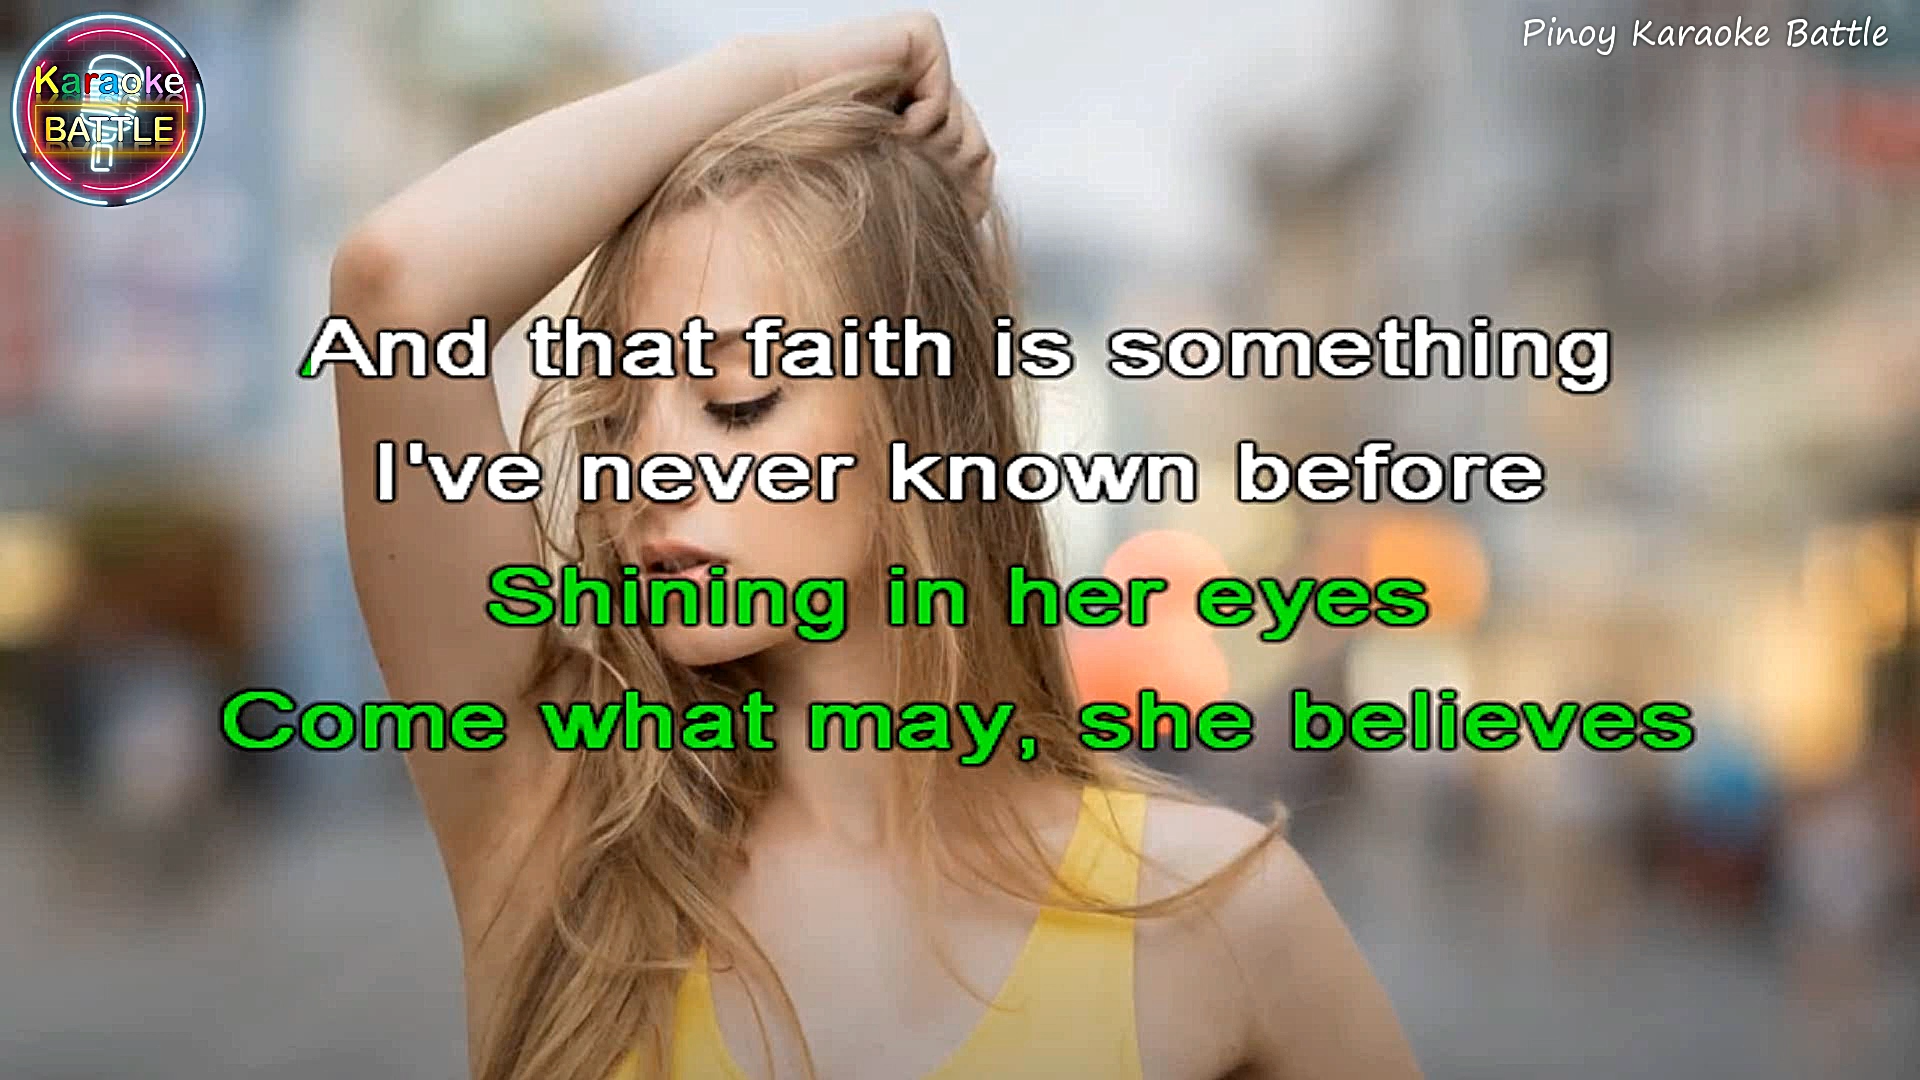 Karaoke
BATTLE
Pinoy Karaoke Battle
And that faith is something
I've never known before
Shining in her eyes
Come what may, she believes